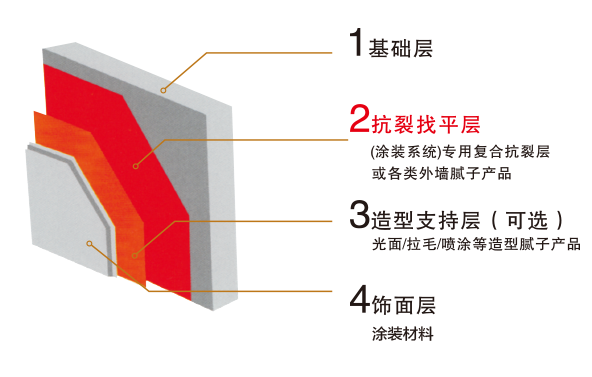 1基础层
2抗裂找平层
(涂装系统)专用复合抗裂层
或各类外墙腻子产品
3造型支持层（可选）
光面/拉毛/喷涂等造型腻子产品
4饰面层
涂装材料